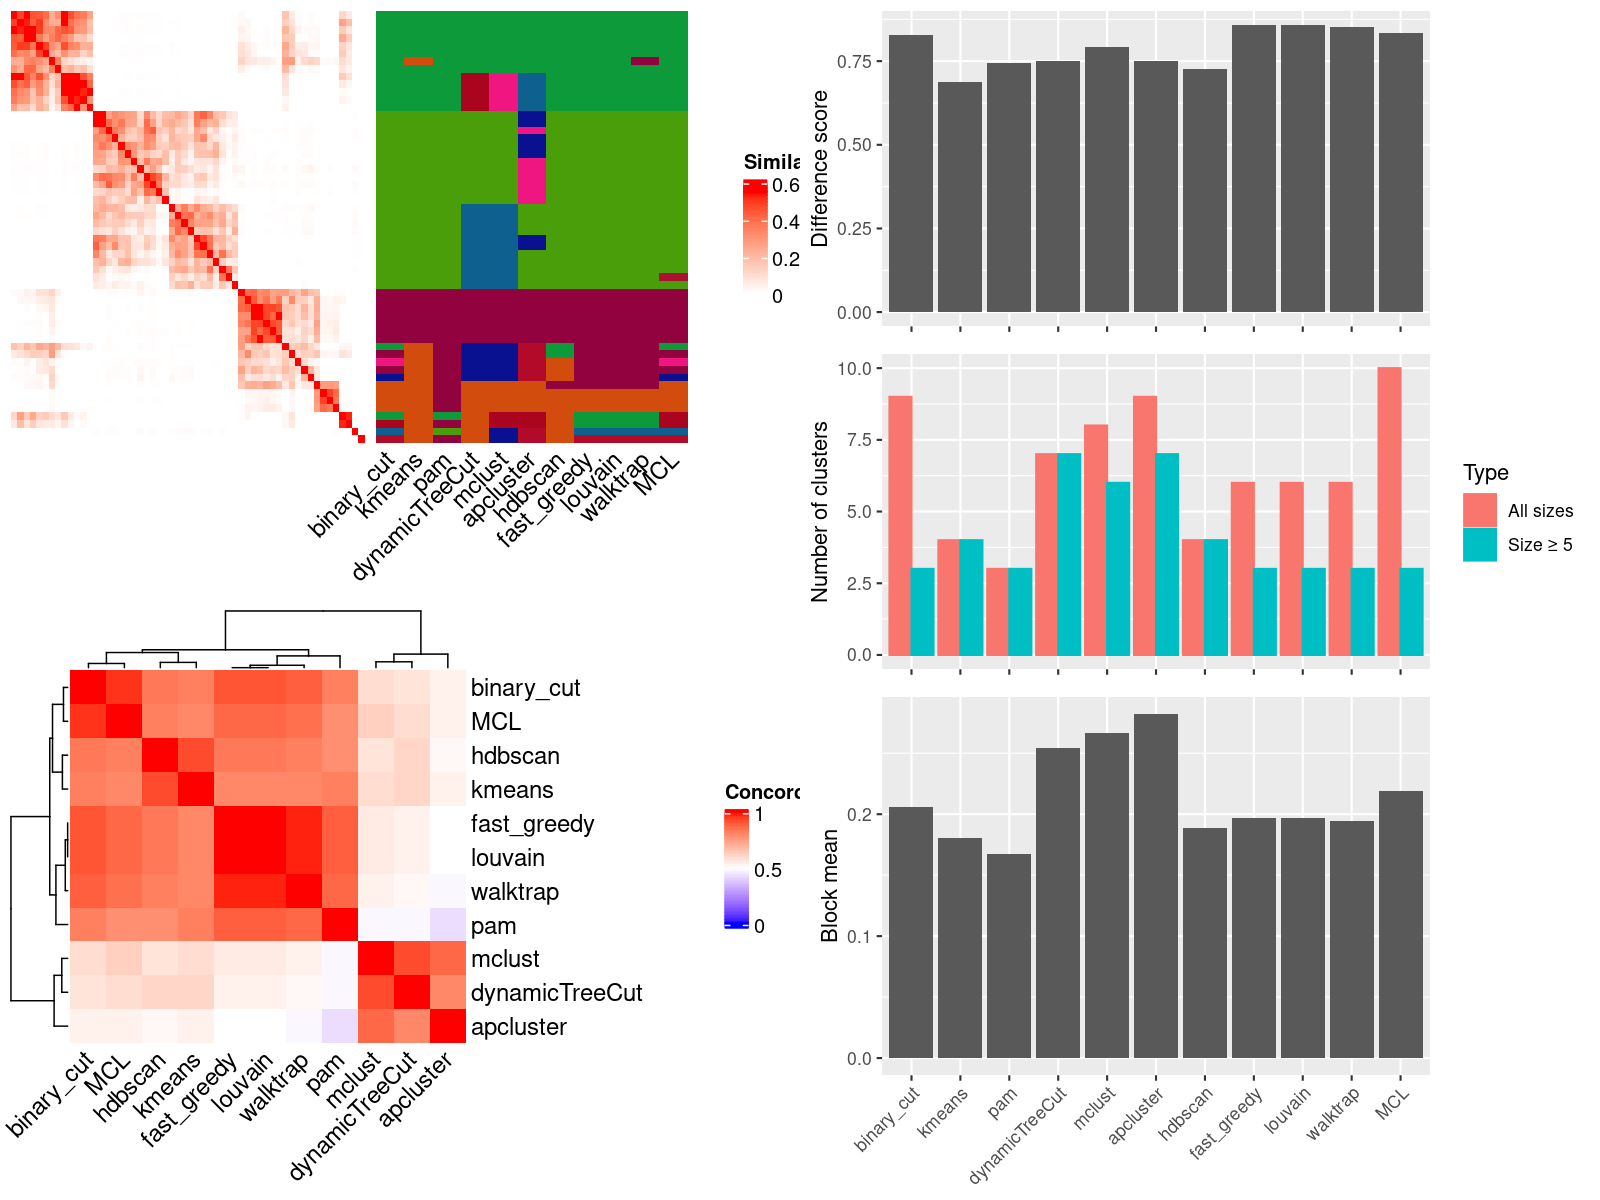 Simila
0.6
0.4
0.2
0
binary_cut
kmeans
pam
dynamicTreeCut
mclust
apcluster
hdbscan
fast_greedy
louvain
walktrap
MCL
binary_cut
MCL
hdbscan
kmeans
fast_greedy
louvain
walktrap
pam
mclust
dynamicTreeCut
apcluster
binary_cut
MCL
hdbscan
kmeans
fast_greedy
louvain
walktrap
pam
mclust
dynamicTreeCut
apcluster
Concord
1
0.5
0
Difference score
0.75
0.50
0.25
0.00
Number of clusters
10.0
7.5
5.0
2.5
0.0
Type
All sizes
Size ≥ 5
Block mean
0.2
0.1
0.0
binary_cut
kmeans
pam
dynamicTreeCut
mclust
apcluster
hdbscan
fast_greedy
louvain
walktrap
MCL